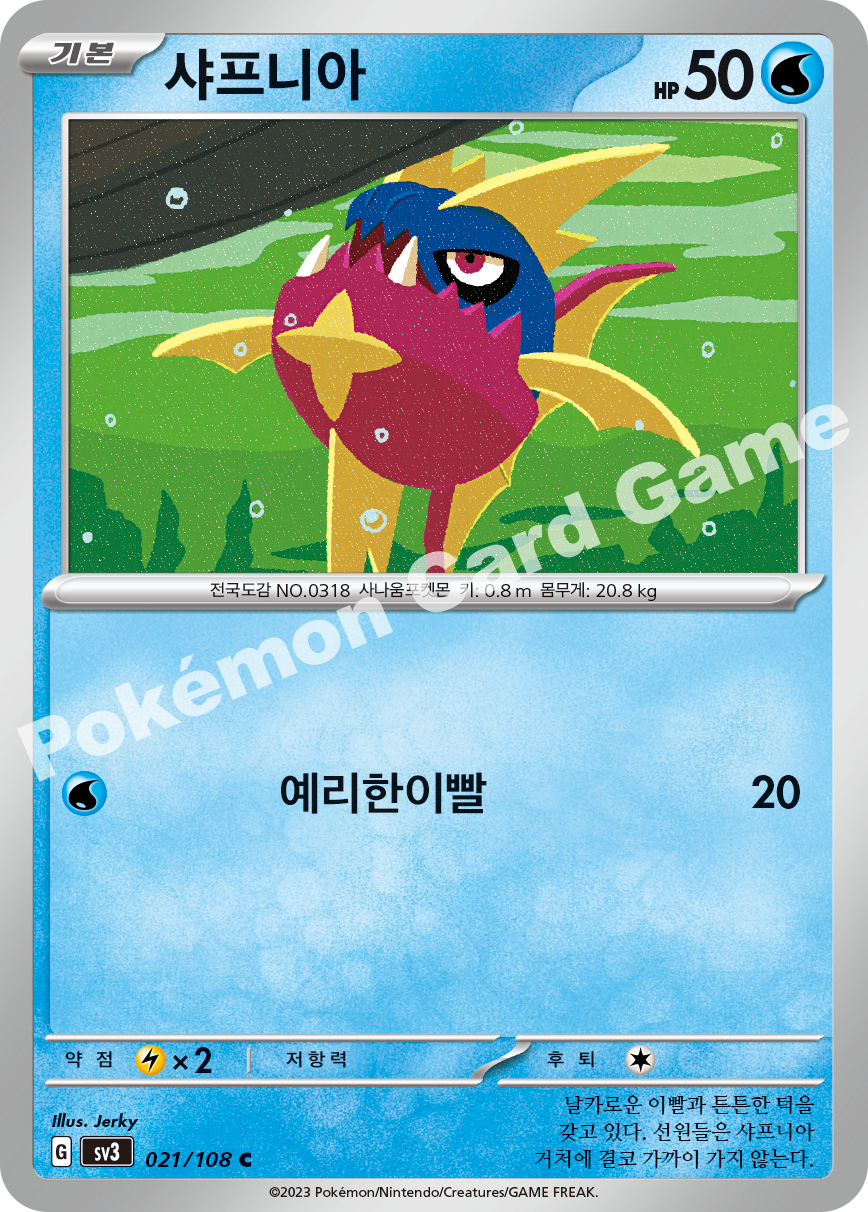 기본
샤프니아
HP 50
전국도감 NO.0318 사나움포켓몬 키: 0.8 m 몸무게: 20.8 kg
Pokémon Card Game
예리한이빨 20
약점 ×2 저항력 후퇴
날카로운 이빨과 튼튼한 턱을
갖고 있다. 선원들은 샤프니아
거처에 결코 가까이 가지 않는다.
Illus. Jerky
G sv3 021/108 C
©2023 Pokémon/Nintendo/Creatures/GAME FREAK.